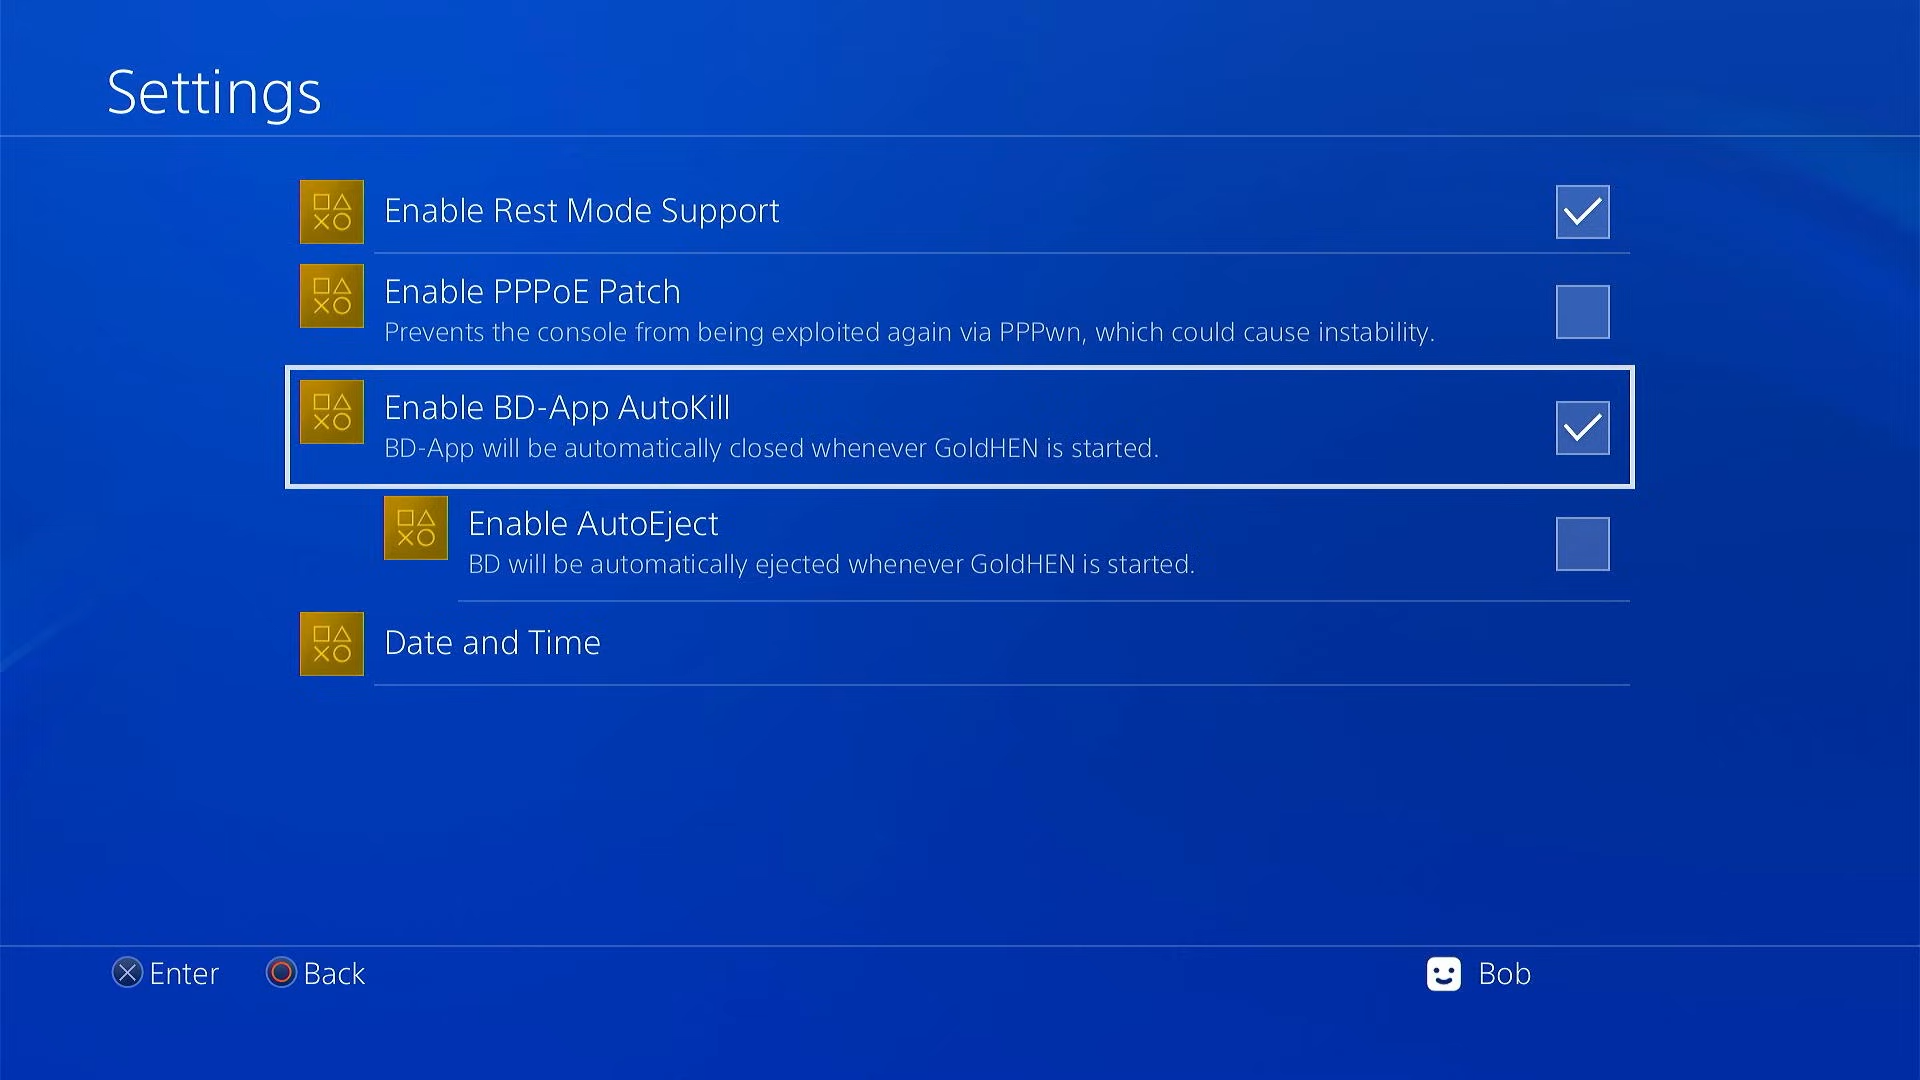 Settings
Enable Rest Mode Support
Enable PPPoE Patch
Prevents the console from being exploited again via PPPwn, which could cause instability.
Enable BD-App AutoKill
BD-App will be automatically closed whenever GoldHEN is started.
Enable AutoEject
BD will be automatically ejected whenever GoldHEN is started.
Date and Time
Enter Back Bob